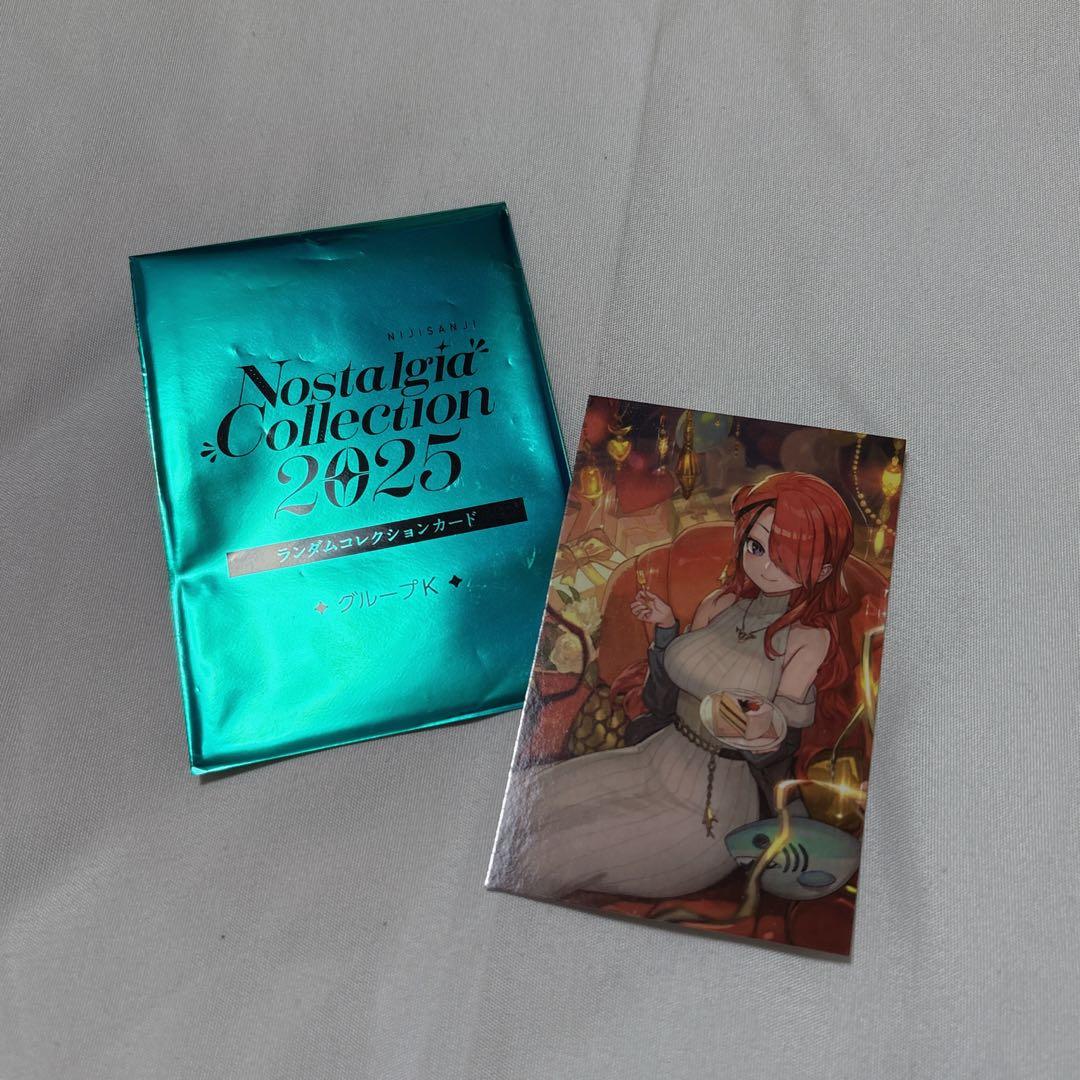 NIJISANJI
Nostalgia
Collection
2025
ランダムコレクションカード
グループK